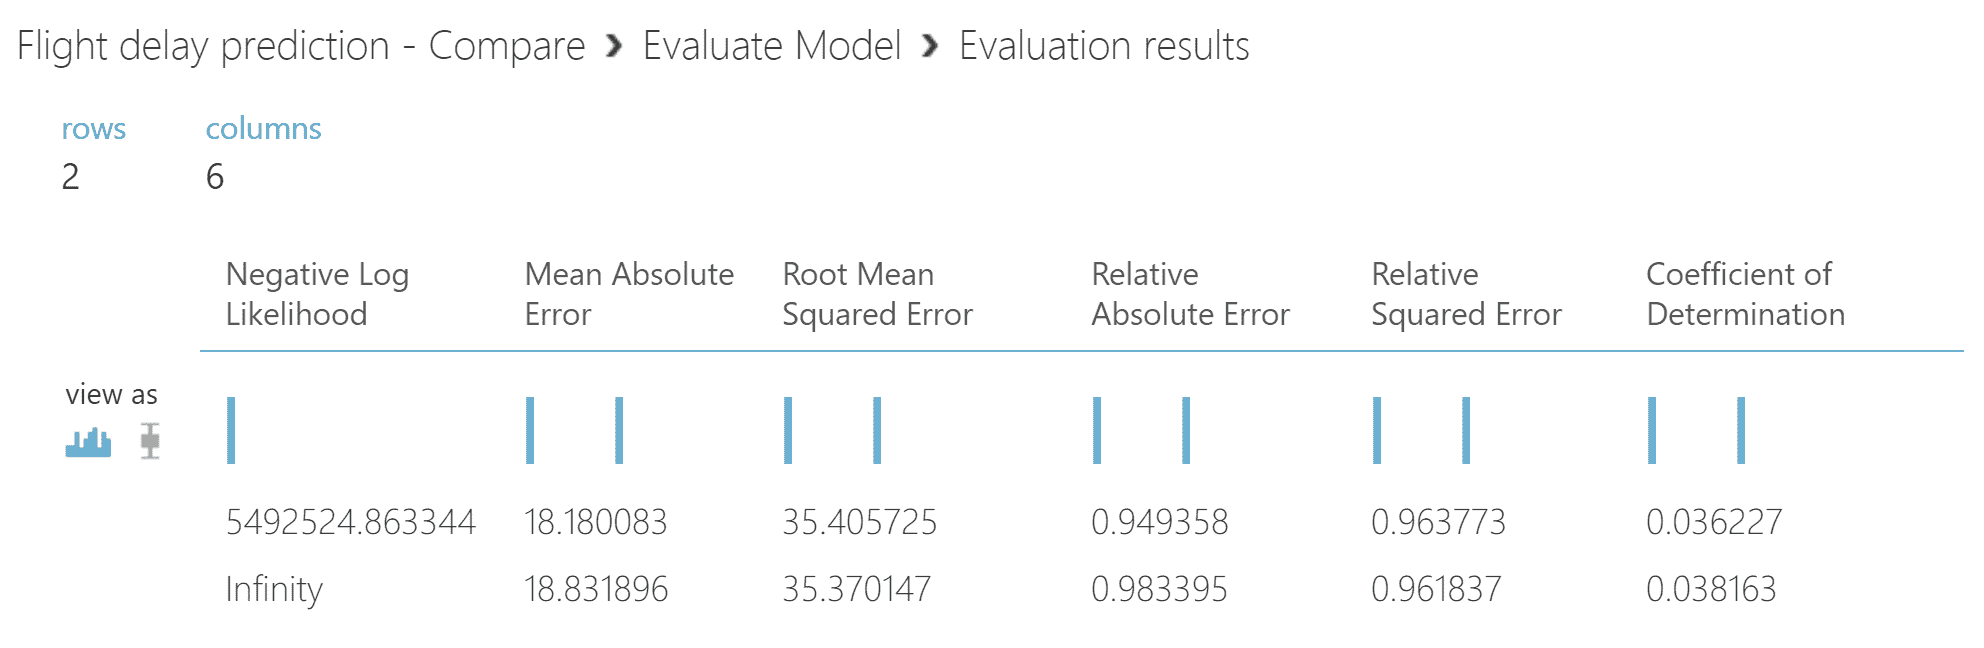 Flight delay prediction - Compare › Evaluate Model › Evaluation results
rows columns
2 6
Negative Log Mean Absolute Root Mean Relative Relative Coefficient of
Likelihood Error Squared Error Absolute Error Squared Error Determination
view as
5492524.863344 18.180083 35.405725 0.949358 0.963773 0.036227
Infinity 18.831896 35.370147 0.983395 0.961837 0.038163